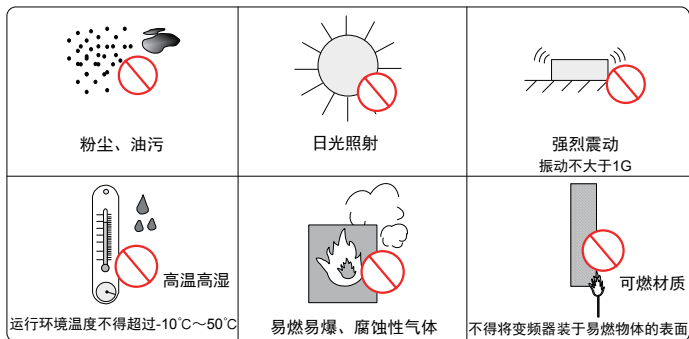 粉尘、油污
日光照射
强烈震动
振动不大于1G
高温高湿
运行环境温度不得超过-10℃～50℃
易燃易爆、腐蚀性气体
可燃材质
不得将变频器装于易燃物体的表面